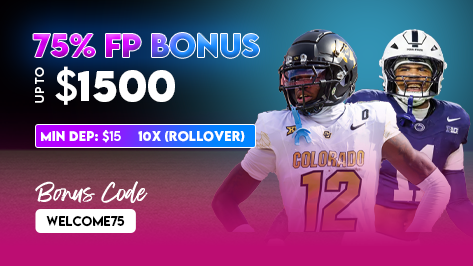 75% FP BONUS
UP TO $1500
MIN DEP: $15 10X (ROLLOVER)
Bonus Code
WELCOME75
COLORADO
12